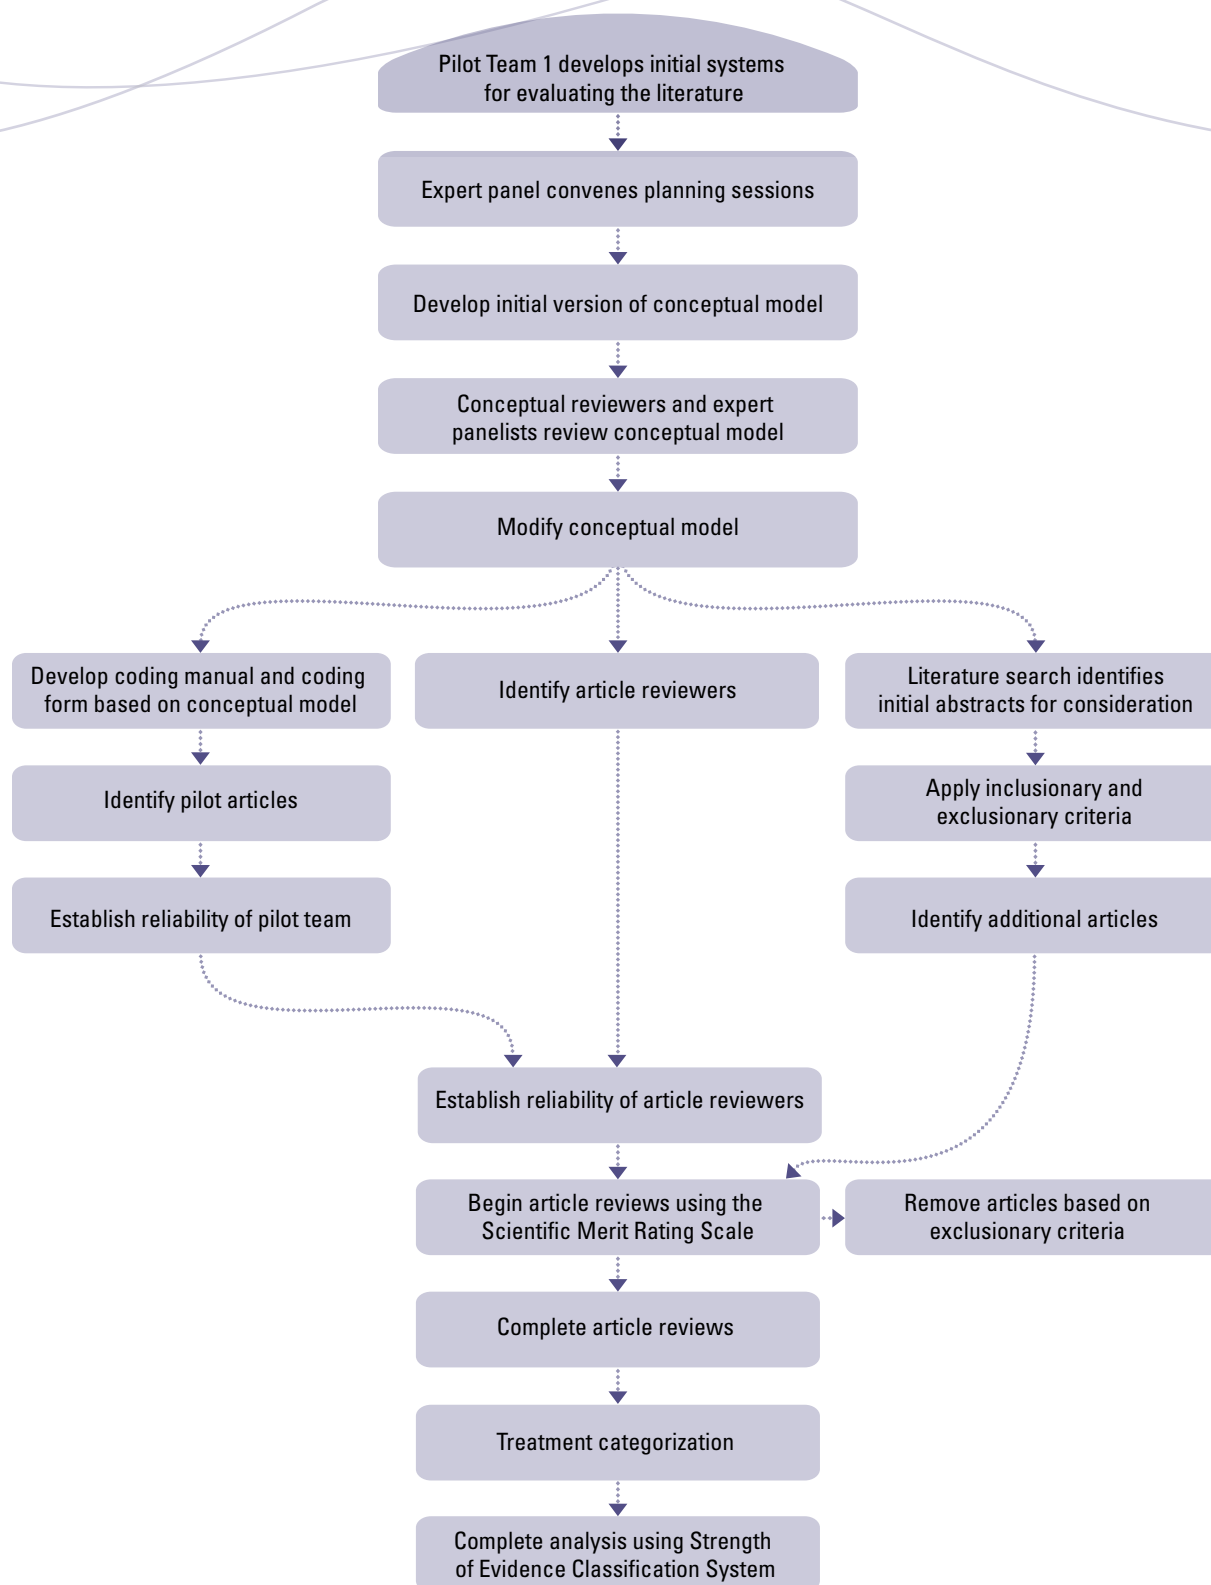 Pilot Team 1 develops initial systems
for evaluating the literature
Expert panel convenes planning sessions
Develop initial version of conceptual model
Conceptual reviewers and expert
panelists review conceptual model
Modify conceptual model
Develop coding manual and coding
form based on conceptual model
Identify pilot articles
Establish reliability of pilot team
Identify article reviewers
Literature search identifies
initial abstracts for consideration
Apply inclusionary and
exclusionary criteria
Identify additional articles
Establish reliability of article reviewers
Begin article reviews using the
Scientific Merit Rating Scale
Remove articles based on
exclusionary criteria
Complete article reviews
Treatment categorization
Complete analysis using Strength
of Evidence Classification System